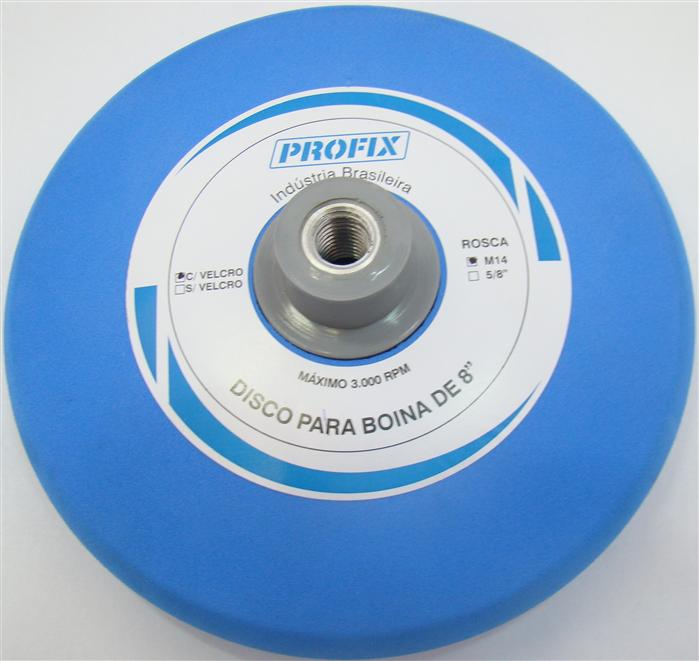 PROFIX
Indústria Brasileira
C/ VELCRO
S/ VELCRO
ROSCA
M14
5/8"
MÁXIMO 3.000 RPM
DISCO PARA BOINA DE 8"